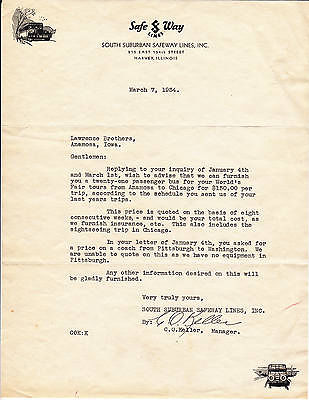 Safe Way
LINES
SOUTH SUBURBAN SAFEWAY LINES, INC.
HARVEY, ILLINOIS
March 7, 1934.
Lawrence Brothers,
Anamosa, Iowa.
Gentlemen:
Replying to your inquiry of January 4th
and March 1st, wish to advise that we can furnish
you a twenty-one passenger bus for your World's
Fair tours from Anamosa to Chicago for $150.00 per
trip, according to the schedule you sent us of your
last years trips.
This price is quoted on the basis of eight
consecutive weeks, - and would be your total cost, as
we furnish insurance, etc. This also includes the
sightseeing trip in Chicago.
In your letter of January 4th, you asked for
a price on a coach from Pittsburgh to Washington. We
are unable to quote on this as we have no equipment in
Pittsburgh.
Any other information desired on this will
be gladly furnished.
Very truly yours,
SOUTH SUBURBAN SAFEWAY LINES, INC.
By: C.O. Keller
C.O.Keller, Manager.
COK:K